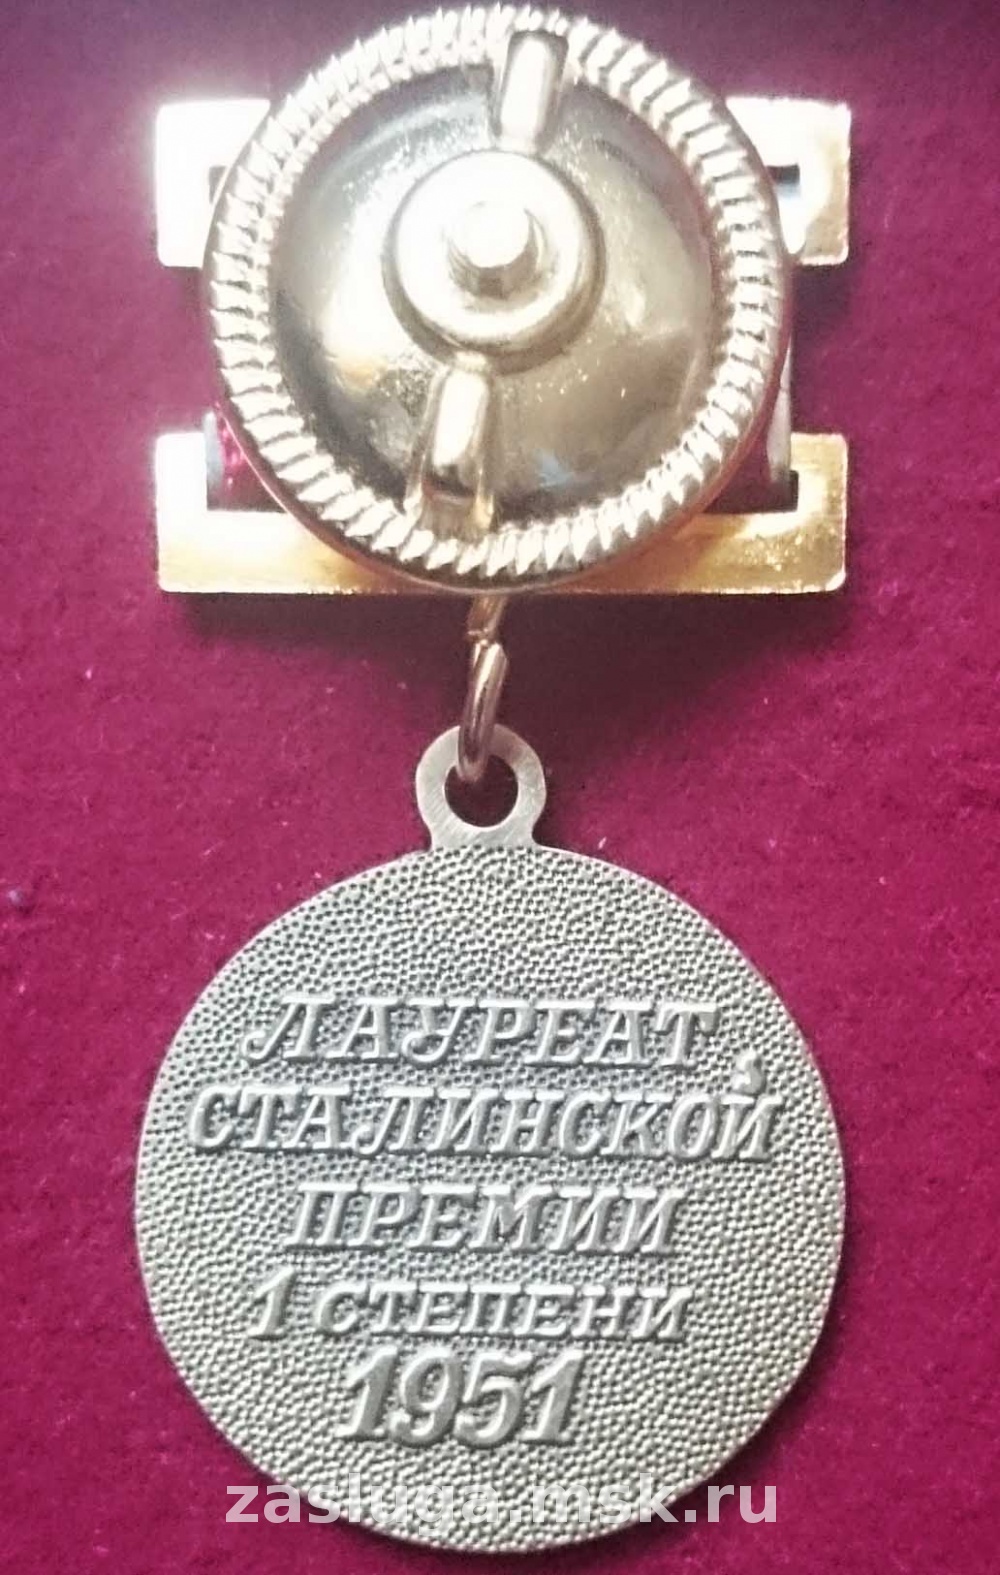 ЛАУРЕАТ
СТАЛИНСКОЙ
ПРЕМИИ
1 СТЕПЕНИ
1951
zasluga.msk.ru